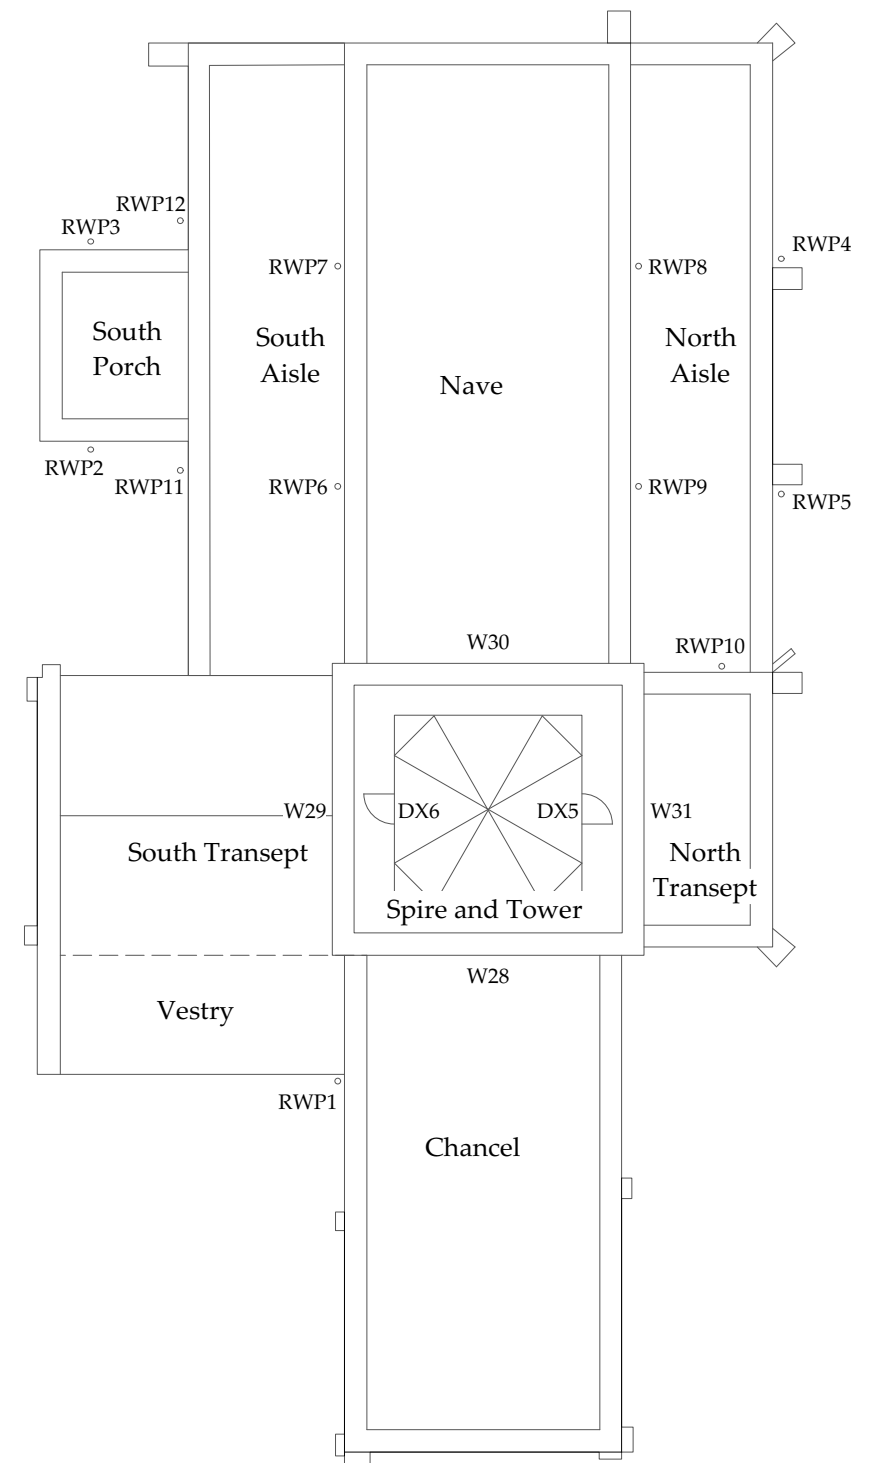 RWP12
RWP3
RWP4
RWP7
RWP8
South
Porch
South
Aisle
North
Aisle
Nave
RWP2
RWP11
RWP6
RWP9
RWP5
W30
RWP10
W29
DX6
DX5
W31
South Transept
North
Transept
Spire and Tower
W28
Vestry
RWP1
Chancel